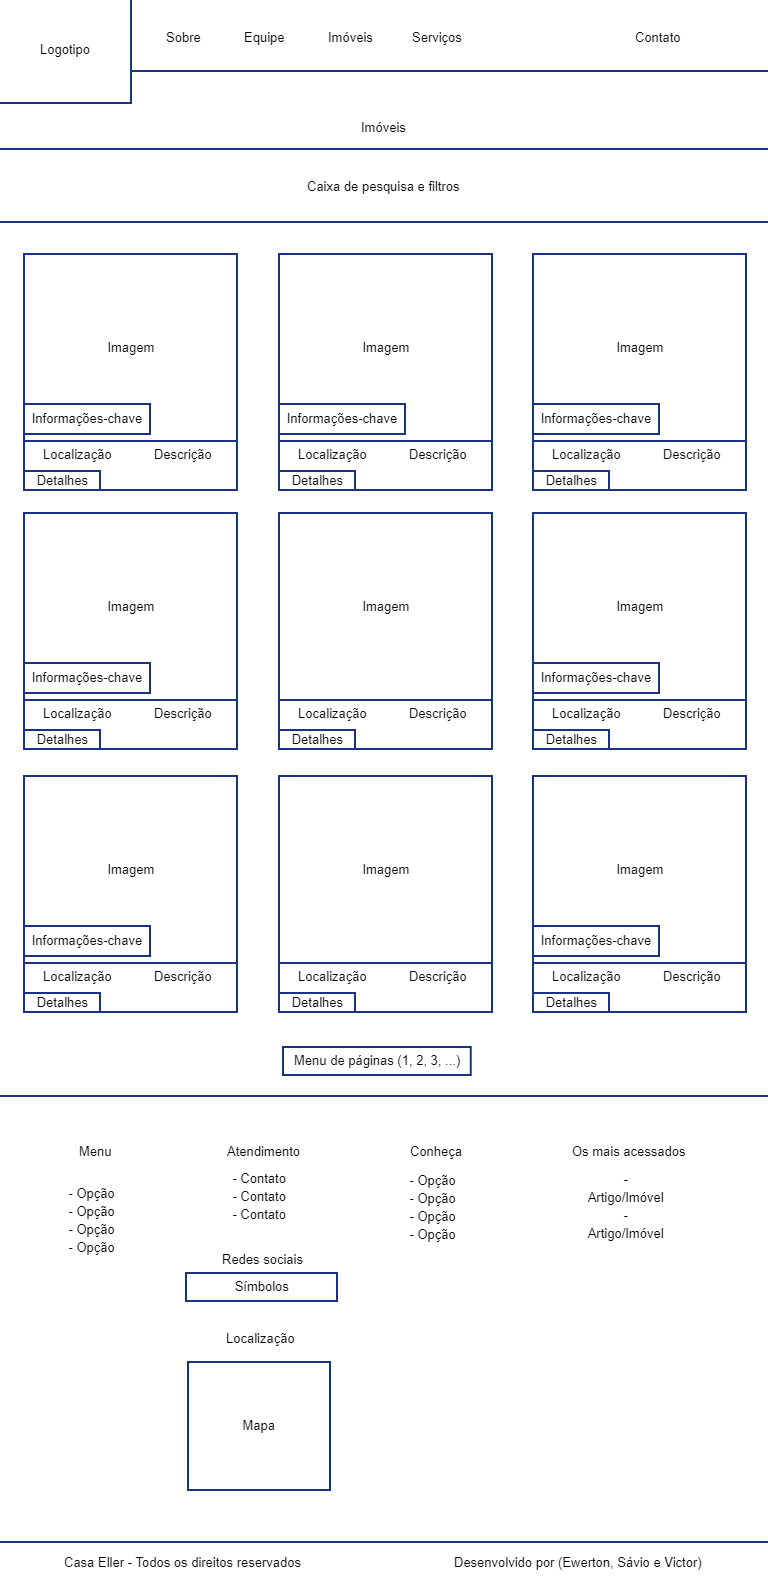 Logotipo
Sobre
Equipe
Imóveis
Serviços
Contato
Imóveis
Caixa de pesquisa e filtros
Imagem
Imagem
Imagem
Informações-chave
Informações-chave
Informações-chave
Localização
Descrição
Localização
Descrição
Localização
Descrição
Detalhes
Detalhes
Detalhes
Imagem
Imagem
Imagem
Informações-chave
Informações-chave
Localização
Descrição
Localização
Descrição
Localização
Descrição
Detalhes
Detalhes
Detalhes
Imagem
Imagem
Imagem
Informações-chave
Informações-chave
Localização
Descrição
Localização
Descrição
Localização
Descrição
Detalhes
Detalhes
Detalhes
Menu de páginas (1, 2, 3, ...)
Menu
- Opção
- Opção
- Opção
- Opção
Atendimento
- Contato
- Contato
- Contato
Redes sociais
Símbolos
Localização
Mapa
Conheça
- Opção
- Opção
- Opção
- Opção
Os mais acessados
-
Artigo/Imóvel
-
Artigo/Imóvel
Casa Eller - Todos os direitos reservados
Desenvolvido por (Ewerton, Sávio e Victor)